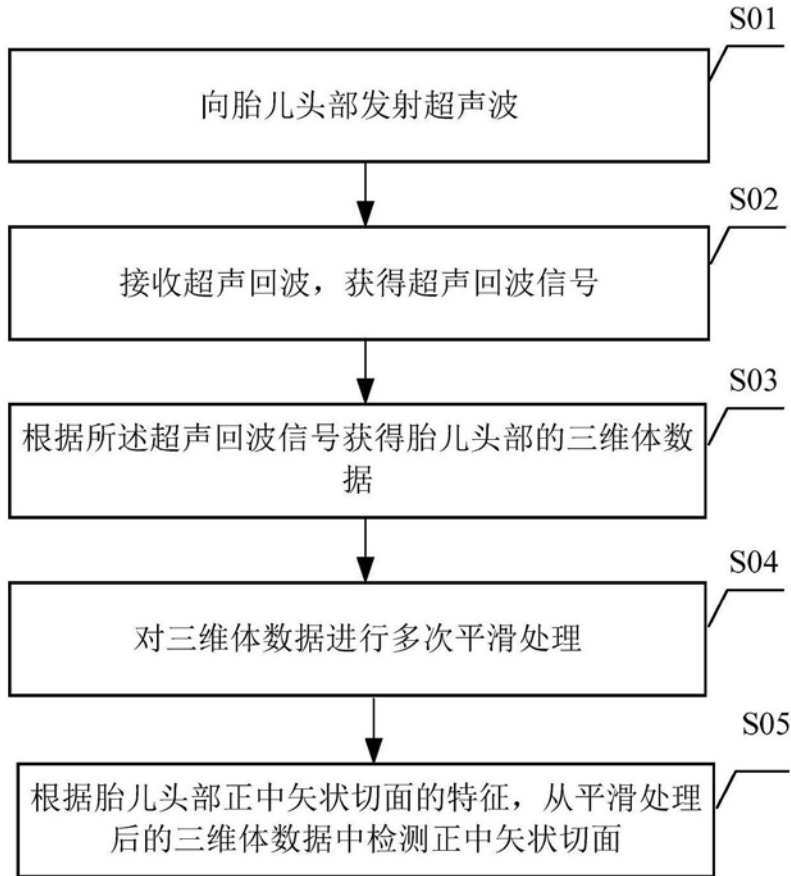 S01
向胎儿头部发射超声波
S02
接收超声回波，获得超声回波信号
S03
根据所述超声回波信号获得胎儿头部的三维体数
据
S04
对三维体数据进行多次平滑处理
S05
根据胎儿头部正中矢状切面的特征，从平滑处理
后的三维体数据中检测正中矢状切面